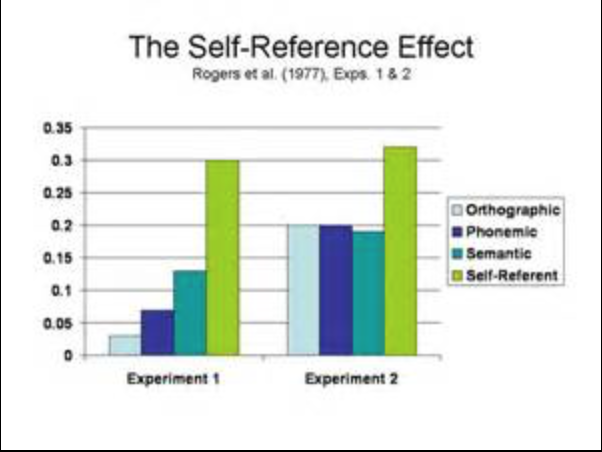 The Self-Reference Effect
Rogers et al. (1977), Exps. 1 & 2
0.35
0.3
0.25
0.2
0.15
0.1
0.05
0
Experiment 1
Experiment 2
Orthographic
Phonemic
Semantic
Self-Referent